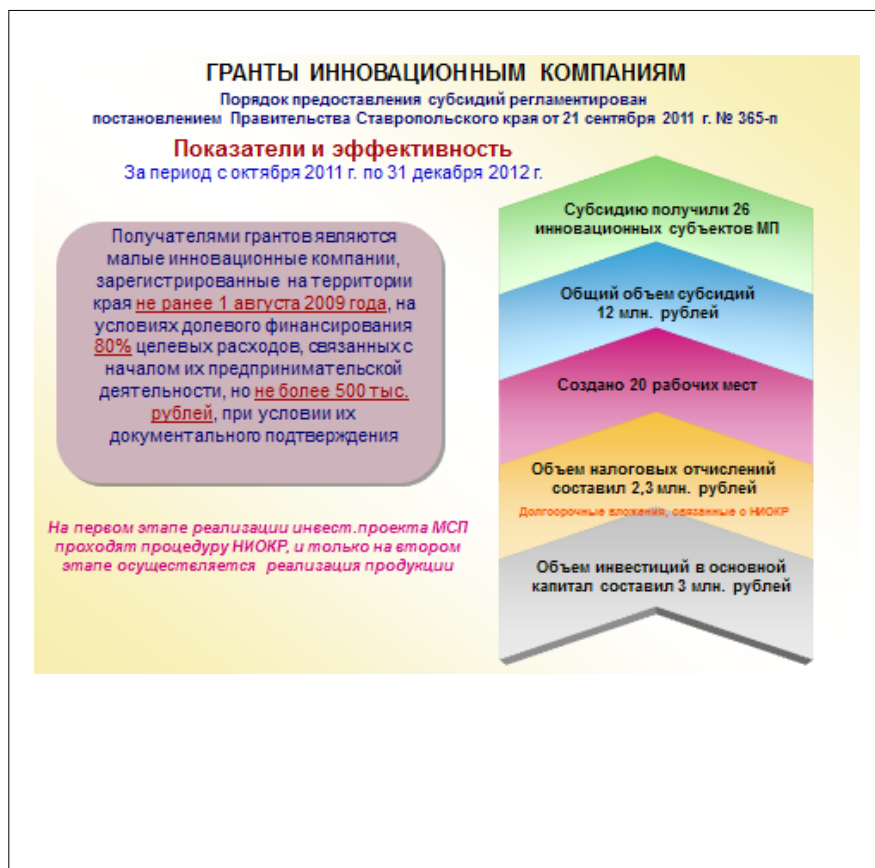 ГРАНТЫ ИННОВАЦИОННЫМ КОМПАНИЯМ
Порядок предоставления субсидий регламентирован
постановлением Правительства Ставропольского края от 21 сентября 2011 г. № 365-п
Показатели и эффективность
За период с октября 2011 г. по 31 декабря 2012 г.
Получателями грантов являются
малые инновационные компании,
зарегистрированные на территории
края не ранее 1 августа 2009 года, на
условиях долевого финансирования
80% целевых расходов, связанных с
началом их предпринимательской
деятельности, но не более 500 тыс.
рублей, при условии их
документального подтверждения
На первом этапе реализации инвест.проекта МСП
проходят процедуру НИОКР, и только на втором
этапе осуществляется реализация продукции
Субсидию получили 26
инновационных субъектов МП
Общий объем субсидий
12 млн. рублей
Создано 20 рабочих мест
Объем налоговых отчислений
составил 2,3 млн. рублей
Долгосрочные вложения, связанные с НИОКР
Объем инвестиций в основной
капитал составил 3 млн. рублей